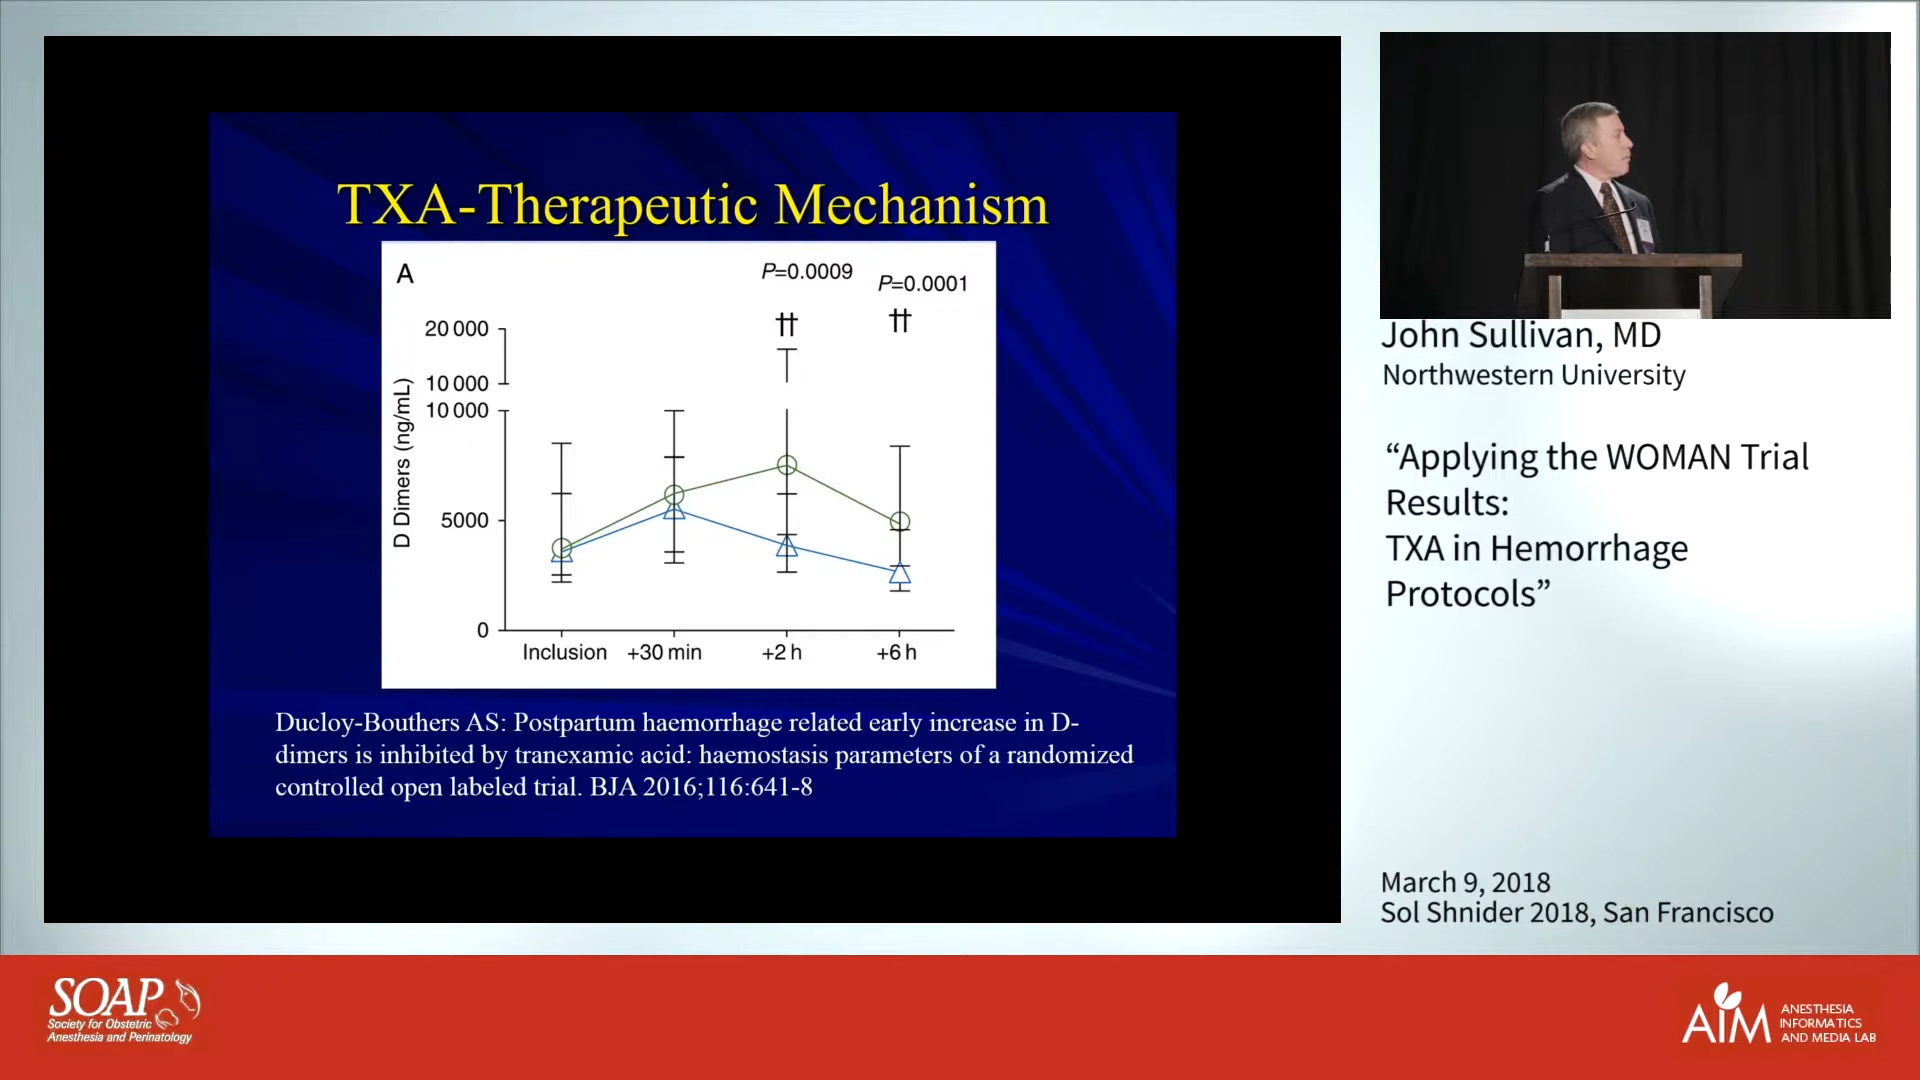 TXA-Therapeutic Mechanism
A
P=0.0009
P=0.0001
††
††
20 000
10 000
10 000
5000
0
D Dimers (ng/mL)
Inclusion +30 min +2 h +6 h
Ducloy-Bouthers AS: Postpartum haemorrhage related early increase in D-
dimers is inhibited by tranexamic acid: haemostasis parameters of a randomized
controlled open labeled trial. BJA 2016;116:641-8
John Sullivan, MD
Northwestern University
“Applying the WOMAN Trial
Results:
TXA in Hemorrhage
Protocols”
March 9, 2018
Sol Shnider 2018, San Francisco
SOAP
Society for Obstetric
Anesthesia and Perinatology
AIM
ANESTHESIA
INFORMATICS
AND MEDIA LAB